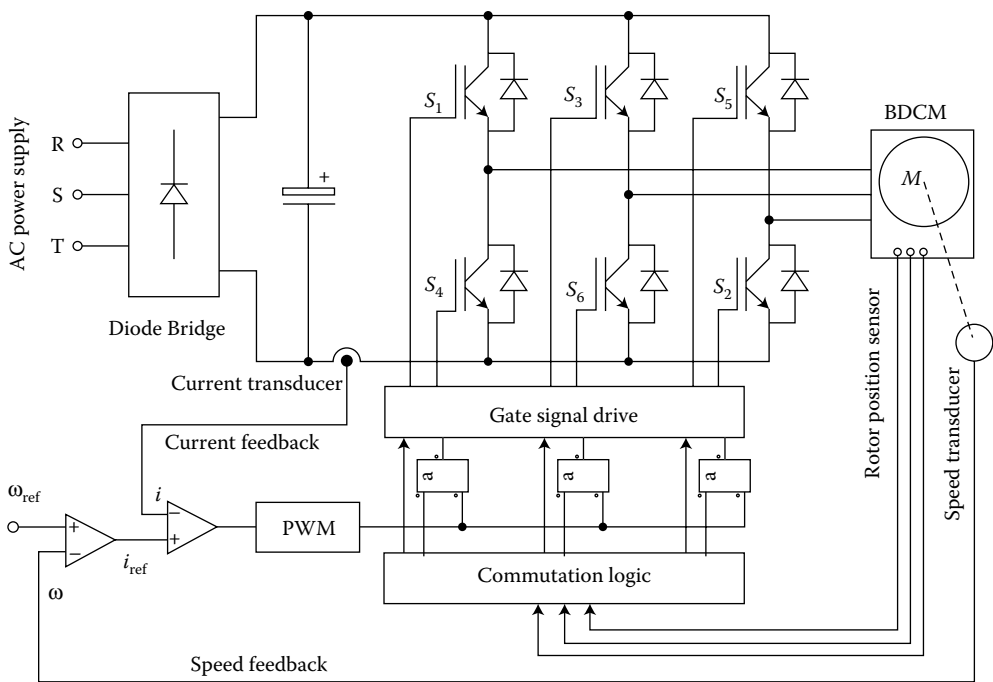 AC power supply
R
S
T
Diode Bridge
+
S1
S3
S5
S4
S6
S2
BDCM
M
Rotor position sensor
Speed transducer
Current transducer
Current feedback
Gate signal drive
a
a
a
ωref
+
−
ω
iref
i
−
+
PWM
Commutation logic
Speed feedback